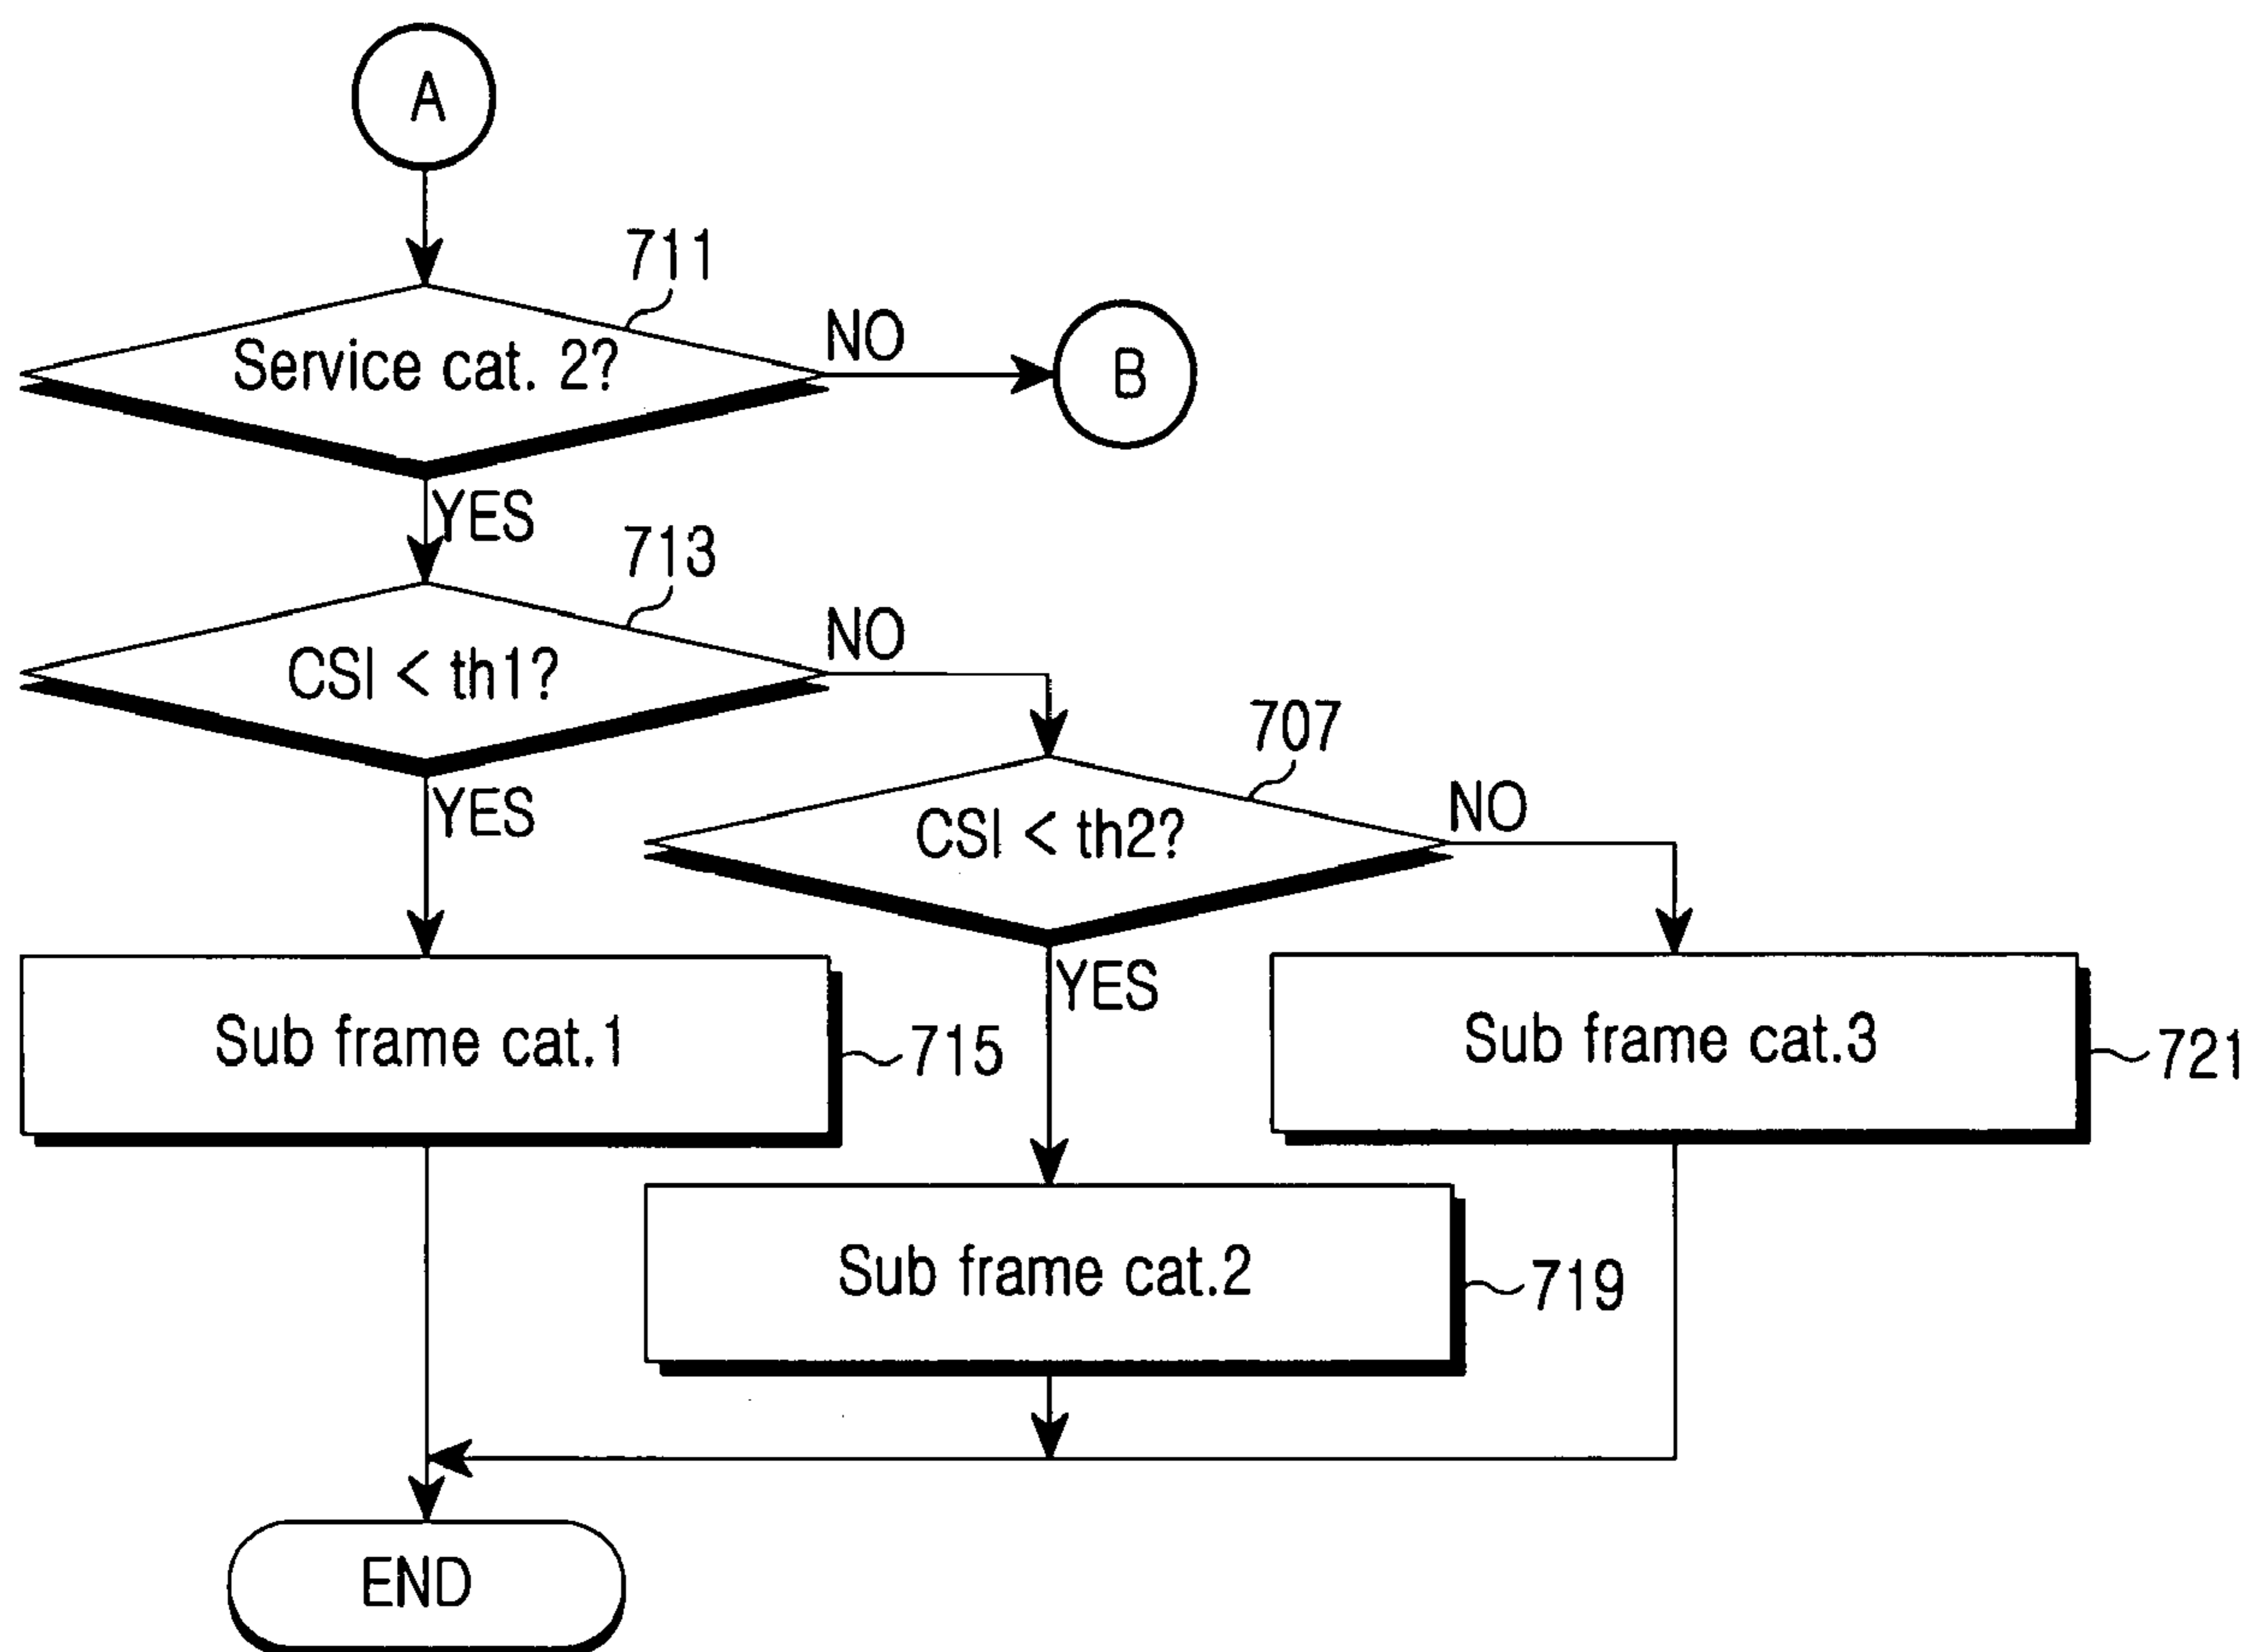 A
711
Service cat. 2?
NO
B
YES
713
CSI < th1?
NO
707
YES
CSI < th2?
NO
YES
Sub frame cat.1
715
Sub frame cat.3
721
Sub frame cat.2
719
END